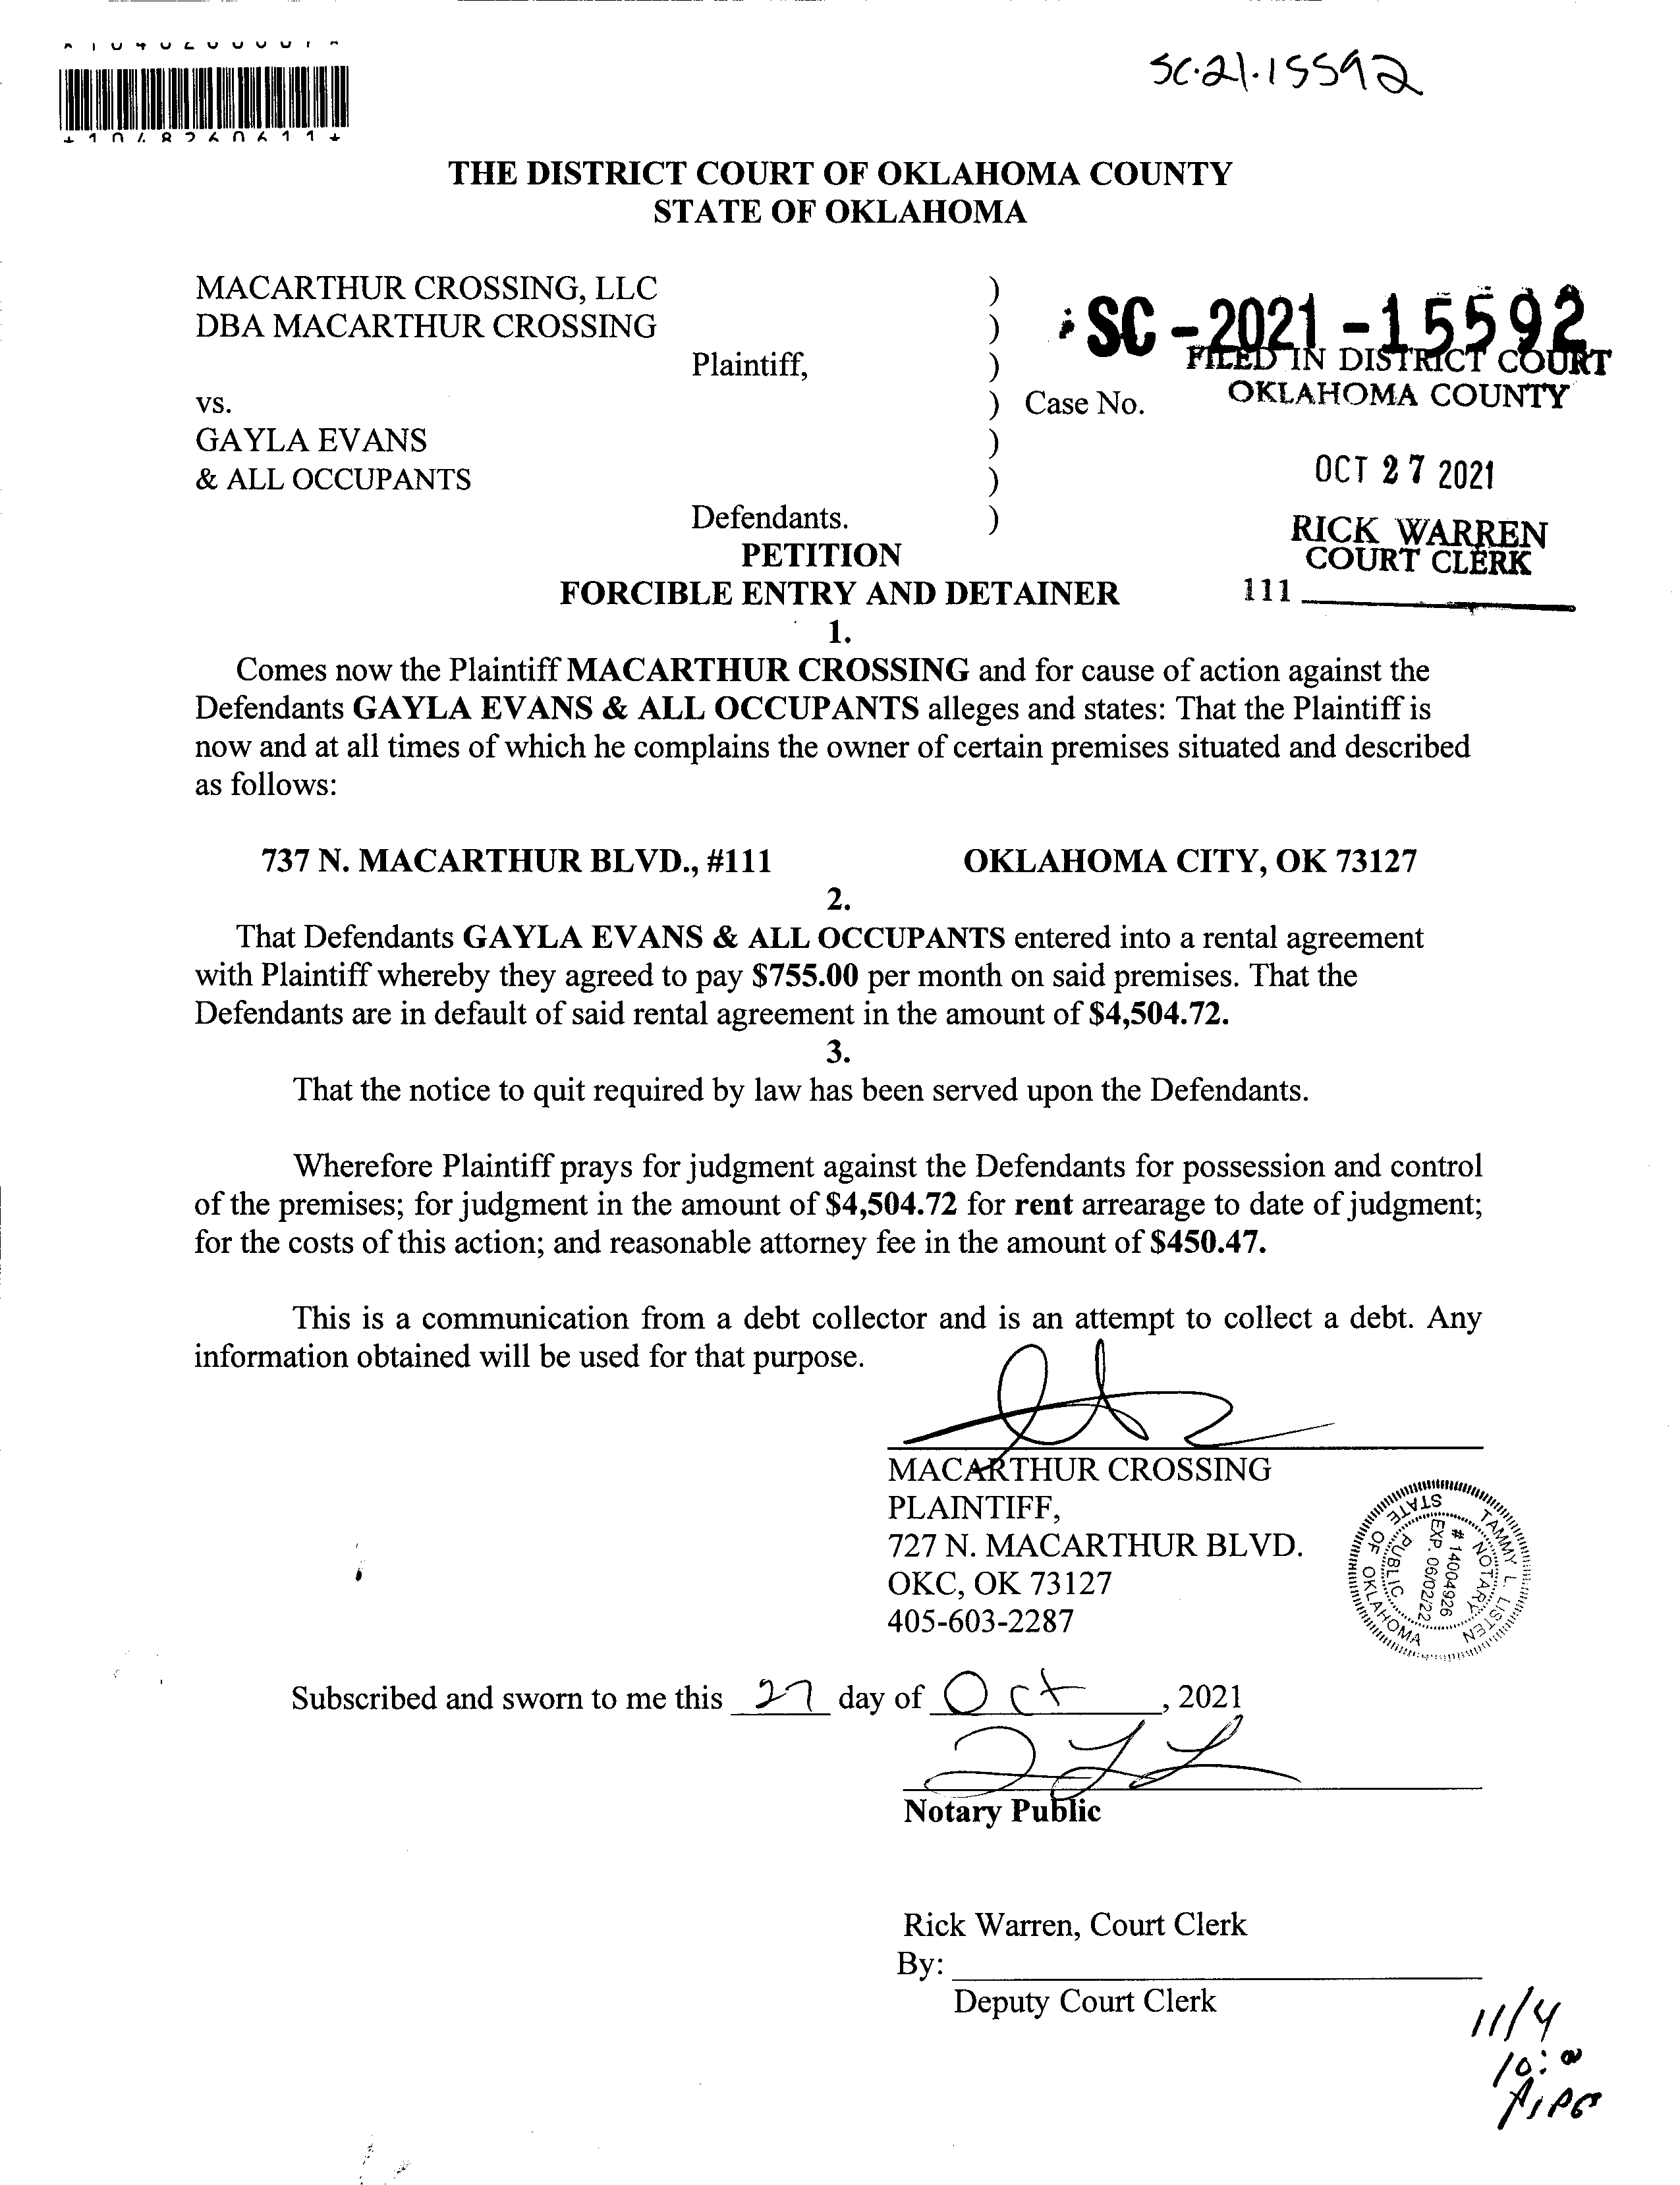 SC-21-15592
*1048260611*
THE DISTRICT COURT OF OKLAHOMA COUNTY
STATE OF OKLAHOMA
MACARTHUR CROSSING, LLC )
DBA MACARTHUR CROSSING )
Plaintiff, )
vs. ) Case No.
GAYLA EVANS )
& ALL OCCUPANTS )
Defendants. )
SC-2021-15592
FILED IN DISTRICT COURT
OKLAHOMA COUNTY
OCT 27 2021
RICK WARREN
COURT CLERK
111
PETITION
FORCIBLE ENTRY AND DETAINER
1.
Comes now the Plaintiff MACARTHUR CROSSING and for cause of action against the
Defendants GAYLA EVANS & ALL OCCUPANTS alleges and states: That the Plaintiff is
now and at all times of which he complains the owner of certain premises situated and described
as follows:
737 N. MACARTHUR BLVD., #111 OKLAHOMA CITY, OK 73127
2.
That Defendants GAYLA EVANS & ALL OCCUPANTS entered into a rental agreement
with Plaintiff whereby they agreed to pay $755.00 per month on said premises. That the
Defendants are in default of said rental agreement in the amount of $4,504.72.
3.
That the notice to quit required by law has been served upon the Defendants.
Wherefore Plaintiff prays for judgment against the Defendants for possession and control
of the premises; for judgment in the amount of $4,504.72 for rent arrearage to date of judgment;
for the costs of this action; and reasonable attorney fee in the amount of $450.47.
This is a communication from a debt collector and is an attempt to collect a debt. Any
information obtained will be used for that purpose.
MACARTHUR CROSSING
PLAINTIFF,
727 N. MACARTHUR BLVD.
OKC, OK 73127
405-603-2287
TAMMY L. LISTEN
NOTARY PUBLIC
# 14004926
EXP. 06/02/22
STATE OF OKLAHOMA
Subscribed and sworn to me this 27 day of Oct, 2021
Notary Public
Rick Warren, Court Clerk
By:
Deputy Court Clerk
11/4